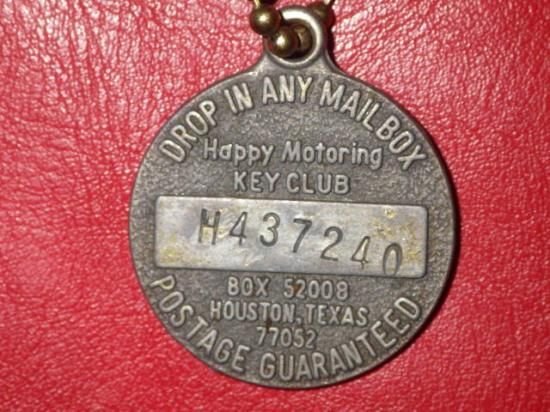 DROP IN ANY MAILBOX
Happy Motoring
KEY CLUB
H437240
BOX 52008
HOUSTON, TEXAS
77052
POSTAGE GUARANTEED